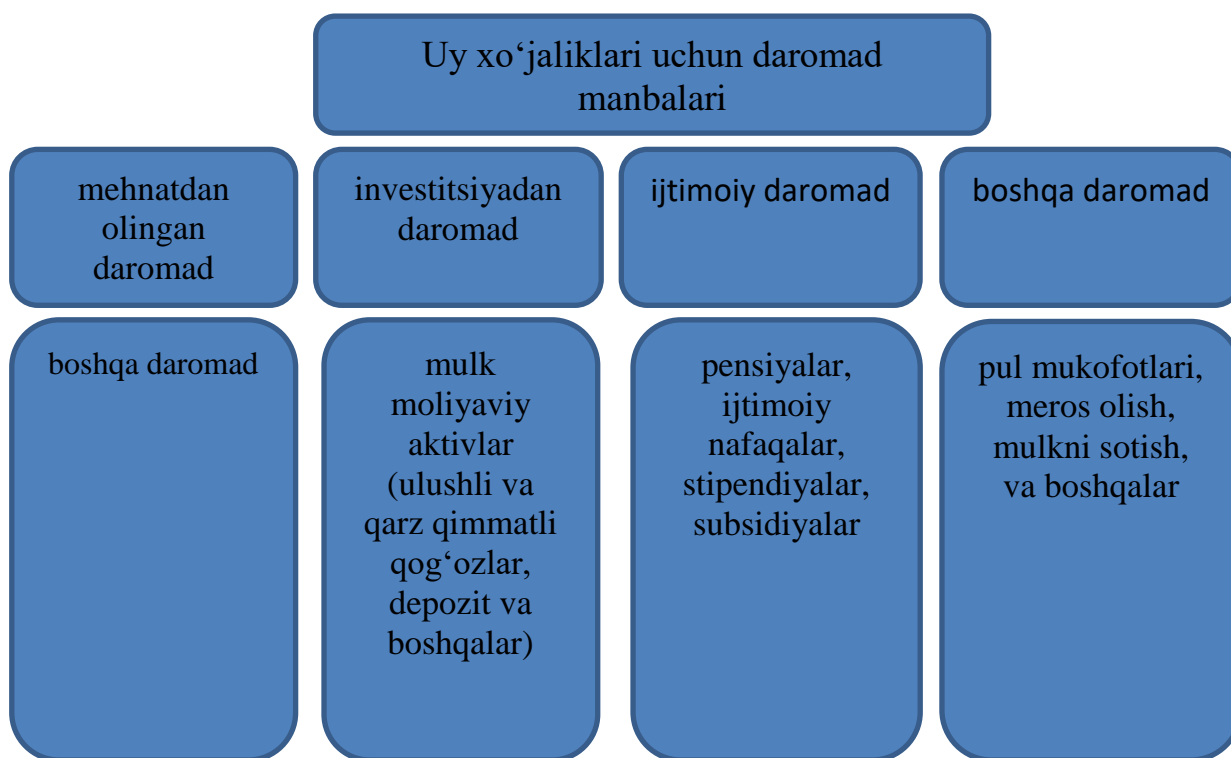 Uy xo‘jaliklari uchun daromad
manbalari
mehnatdan
olingan
daromad
investitsiyadan
daromad
ijtimoiy daromad
boshqa daromad
boshqa daromad
mulk
moliyaviy
aktivlar
(ulushli va
qarz qimmatli
qog‘ozlar,
depozit va
boshqalar)
pensiyalar,
ijtimoiy
nafaqalar,
stipendiyalar,
subsidiyalar
pul mukofotlari,
meros olish,
mulkni sotish,
va boshqalar